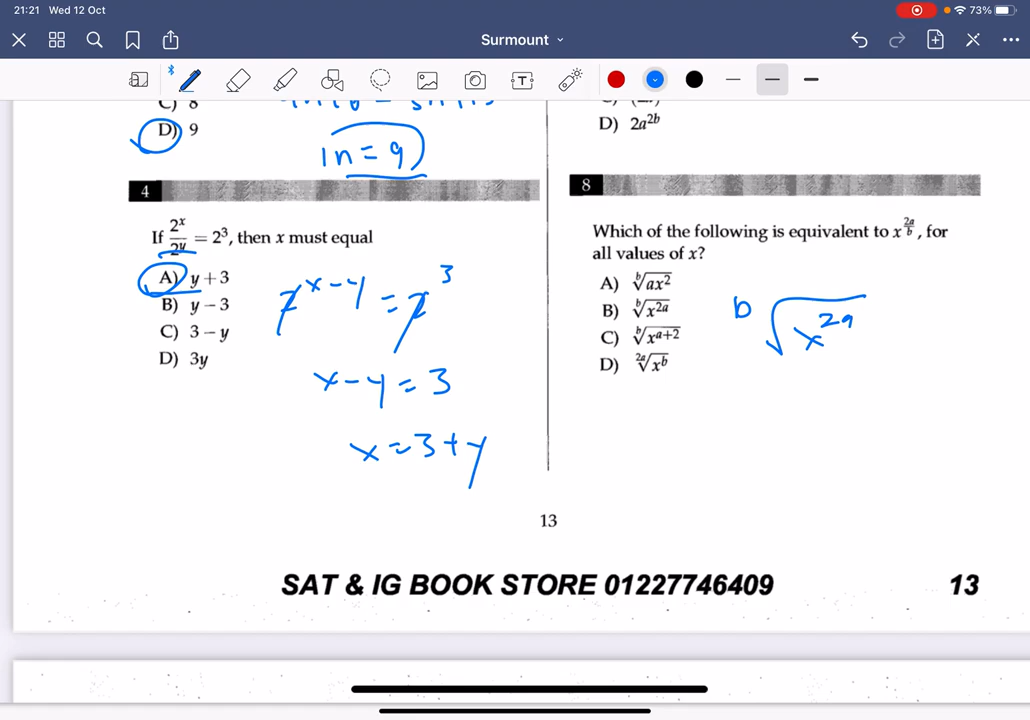 21:21 Wed 12 Oct
73%
Surmount
C) 8
D) 9
n = 9
4
If 2^x/2^y = 2^3, then x must equal
A) y + 3
B) y − 3
C) 3 − y
D) 3y
2^(x−y) = 2^3
x − y = 3
x = 3 + y
D) 2a^(2b)
8
Which of the following is equivalent to x^(2a/b), for
all values of x?
A) ᵇ√(ax²)
B) ᵇ√(x^(2a))
C) ᵇ√(x^(a+2))
D) ²ᵃ√(x^b)
ᵇ√(x^(2a))
13
SAT & IG BOOK STORE 01227746409
13